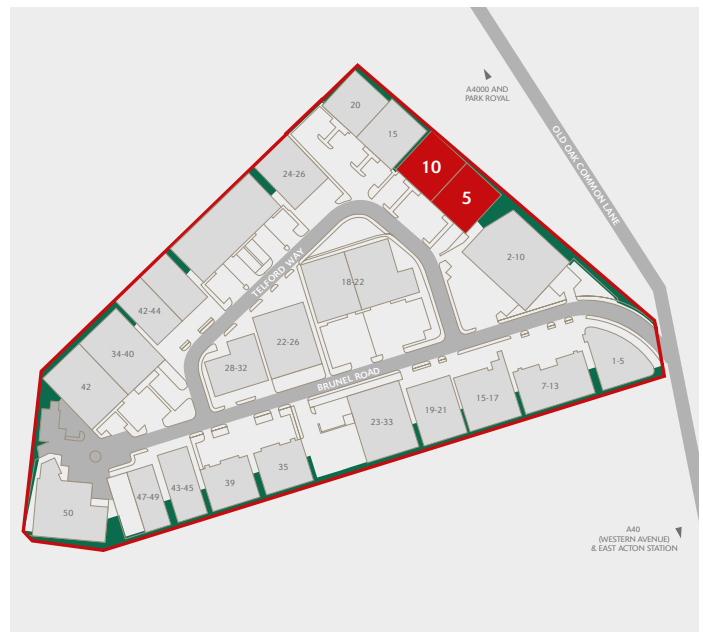 A4000 AND
PARK ROYAL
OLD OAK COMMON LANE
20
15
10
5
24-26
2-10
TELFORD WAY
18-22
42-44
34-40
22-26
28-32
42
BRUNEL ROAD
1-5
7-13
15-17
19-21
23-33
35
39
43-45
47-49
50
A40
(WESTERN AVENUE)
& EAST ACTON STATION